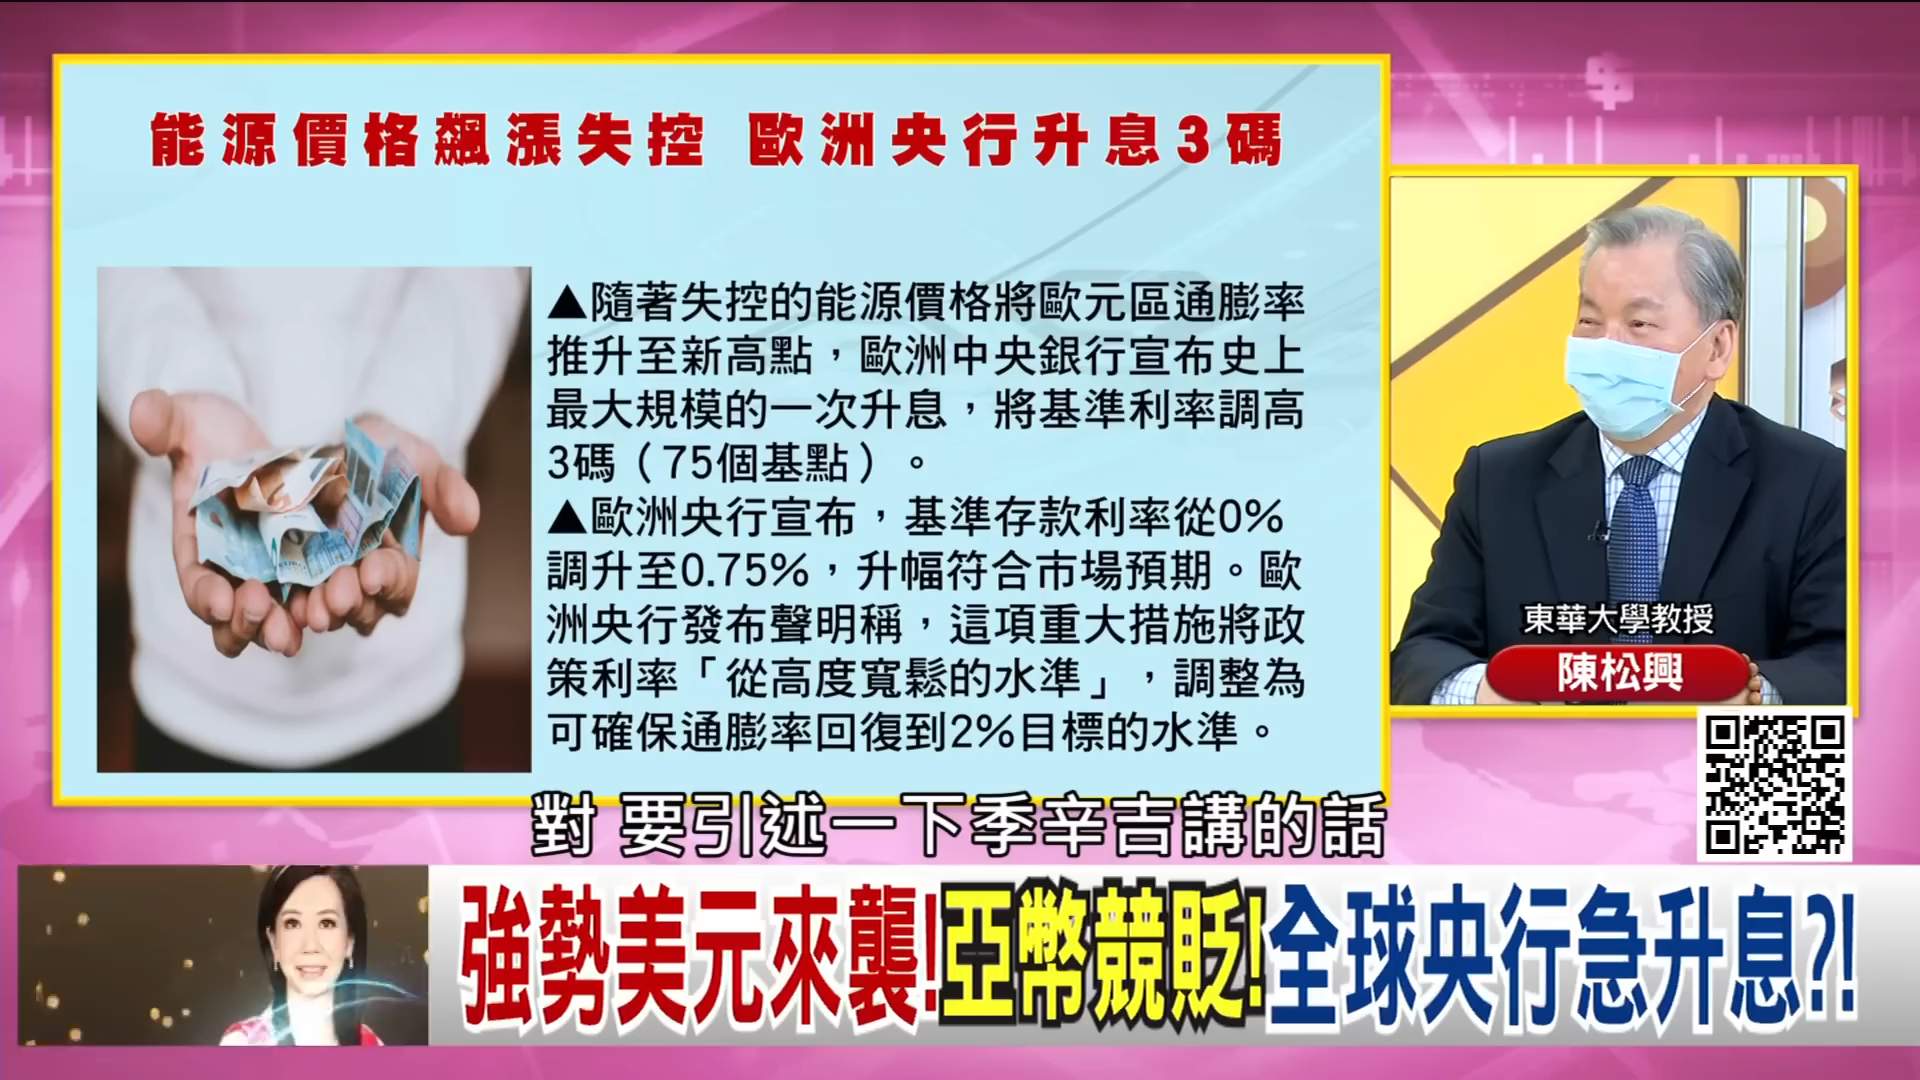 能源價格飆漲失控 歐洲央行升息3碼
▲隨著失控的能源價格將歐元區通膨率
推升至新高點，歐洲中央銀行宣布史上
最大規模的一次升息，將基準利率調高
3碼（75個基點）。
▲歐洲央行宣布，基準存款利率從0%
調升至0.75%，升幅符合市場預期。歐
洲央行發布聲明稱，這項重大措施將政
策利率「從高度寬鬆的水準」，調整為
可確保通膨率回復到2%目標的水準。
東華大學教授
陳松興
對 要引述一下季辛吉講的話
強勢美元來襲!亞幣競貶!全球央行急升息?!